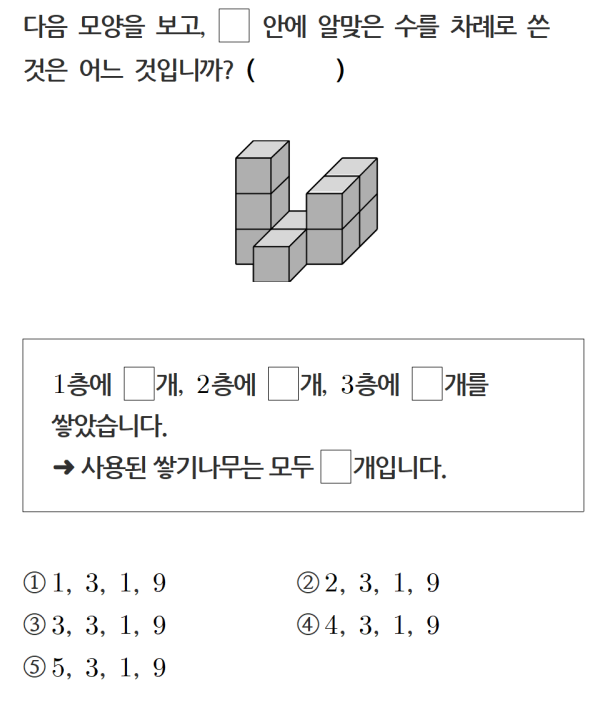 다음 모양을 보고, □ 안에 알맞은 수를 차례로 쓴
것은 어느 것입니까? (      )
1층에 □개, 2층에 □개, 3층에 □개를
쌓았습니다.
➜ 사용된 쌓기나무는 모두 □개입니다.
① 1, 3, 1, 9 ② 2, 3, 1, 9
③ 3, 3, 1, 9 ④ 4, 3, 1, 9
⑤ 5, 3, 1, 9